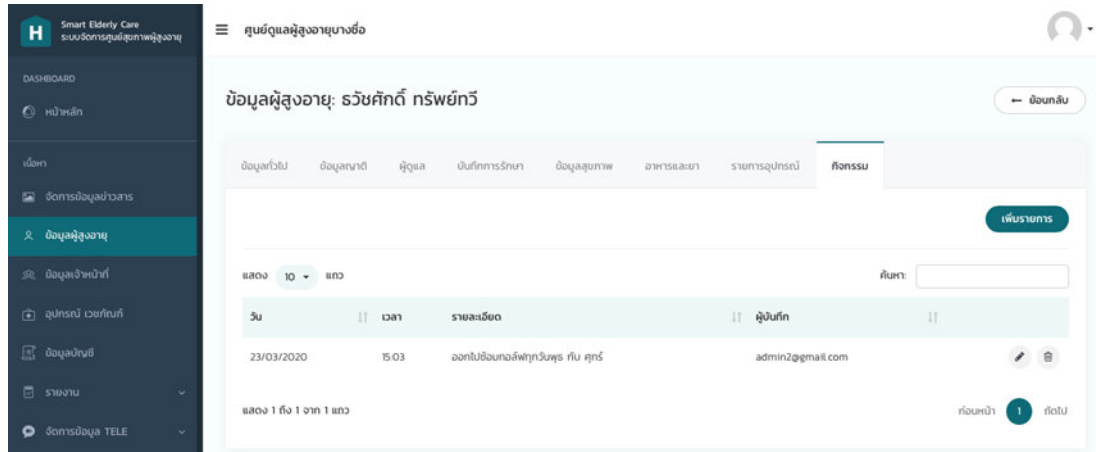 H
Smart Elderly Care
ระบบจัดการศูนย์สุขภาพผู้สูงอายุ
ศูนย์ดูแลผู้สูงอายุบางซื่อ
DASHBOARD
หน้าหลัก
เนื้อหา
จัดการข้อมูลข่าวสาร
ข้อมูลผู้สูงอายุ
ข้อมูลเจ้าหน้าที่
อุปกรณ์ เวชภัณฑ์
ข้อมูลบัญชี
รายงาน
จัดการข้อมูล TELE
ข้อมูลผู้สูงอายุ: ธวัชศักดิ์ ทรัพย์ทวี
← ย้อนกลับ
ข้อมูลทั่วไป ข้อมูลญาติ ผู้ดูแล บันทึกการรักษา ข้อมูลสุขภาพ อาหารและยา รายการอุปกรณ์ กิจกรรม
เพิ่มรายการ
แสดง 10 แถว ค้นหา:
วัน เวลา รายละเอียด ผู้บันทึก
23/03/2020 15:03 ออกไปซ้อมกอล์ฟทุกวันพุธ กับ ศุกร์ admin2@gmail.com
แสดง 1 ถึง 1 จาก 1 แถว ก่อนหน้า 1 ถัดไป